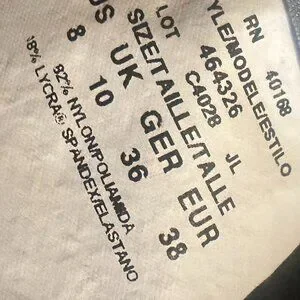 RN 40168
YLE/MODELE/ESTILO
464326 JL
LOT C4028
SIZE/TAILLE/TALLE
US UK GER EUR
8 10 36 38
82% NYLON/POLIAMIDA
18% LYCRA® SPANDEX/ELASTANO